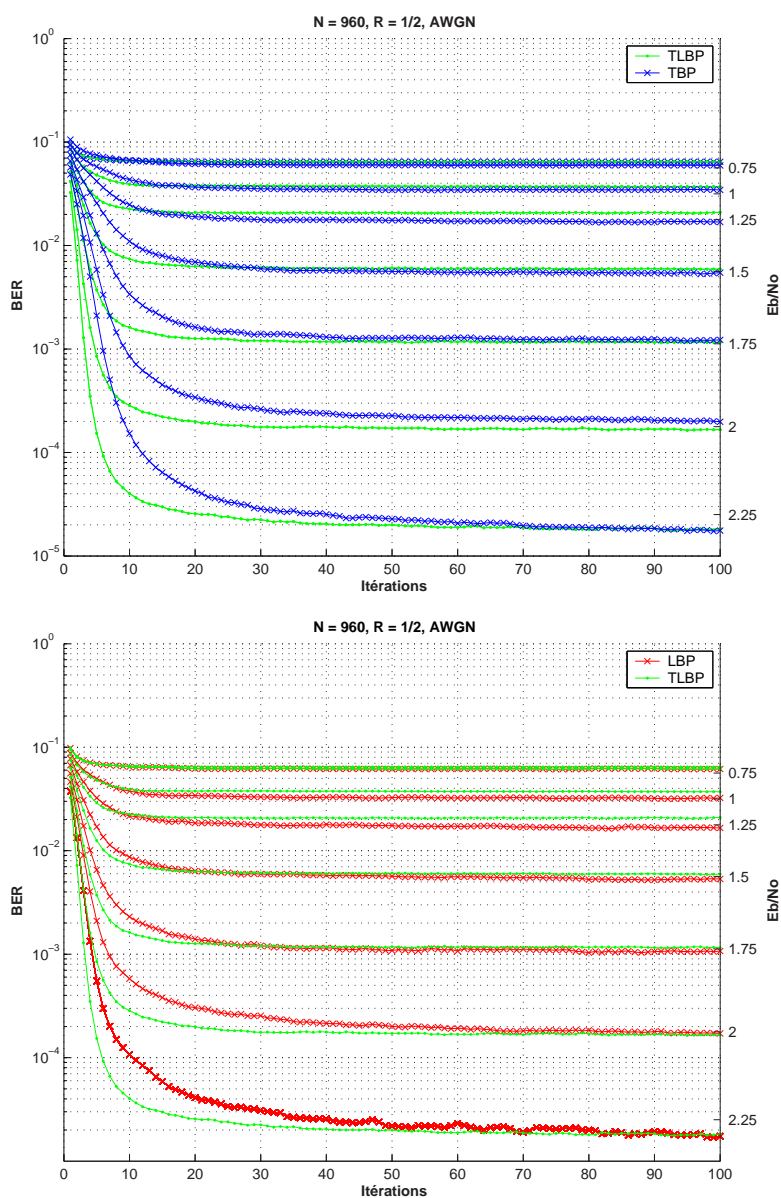 N = 960, R = 1/2, AWGN
10^0
10^-1
10^-2
10^-3
10^-4
10^-5
BER
TLBP
TBP
0.75
1
1.25
1.5
1.75
2
2.25
Eb/No
0 10 20 30 40 50 60 70 80 90 100
Itérations
N = 960, R = 1/2, AWGN
10^0
10^-1
10^-2
10^-3
10^-4
BER
LBP
TLBP
0.75
1
1.25
1.5
1.75
2
2.25
Eb/No
0 10 20 30 40 50 60 70 80 90 100
Itérations